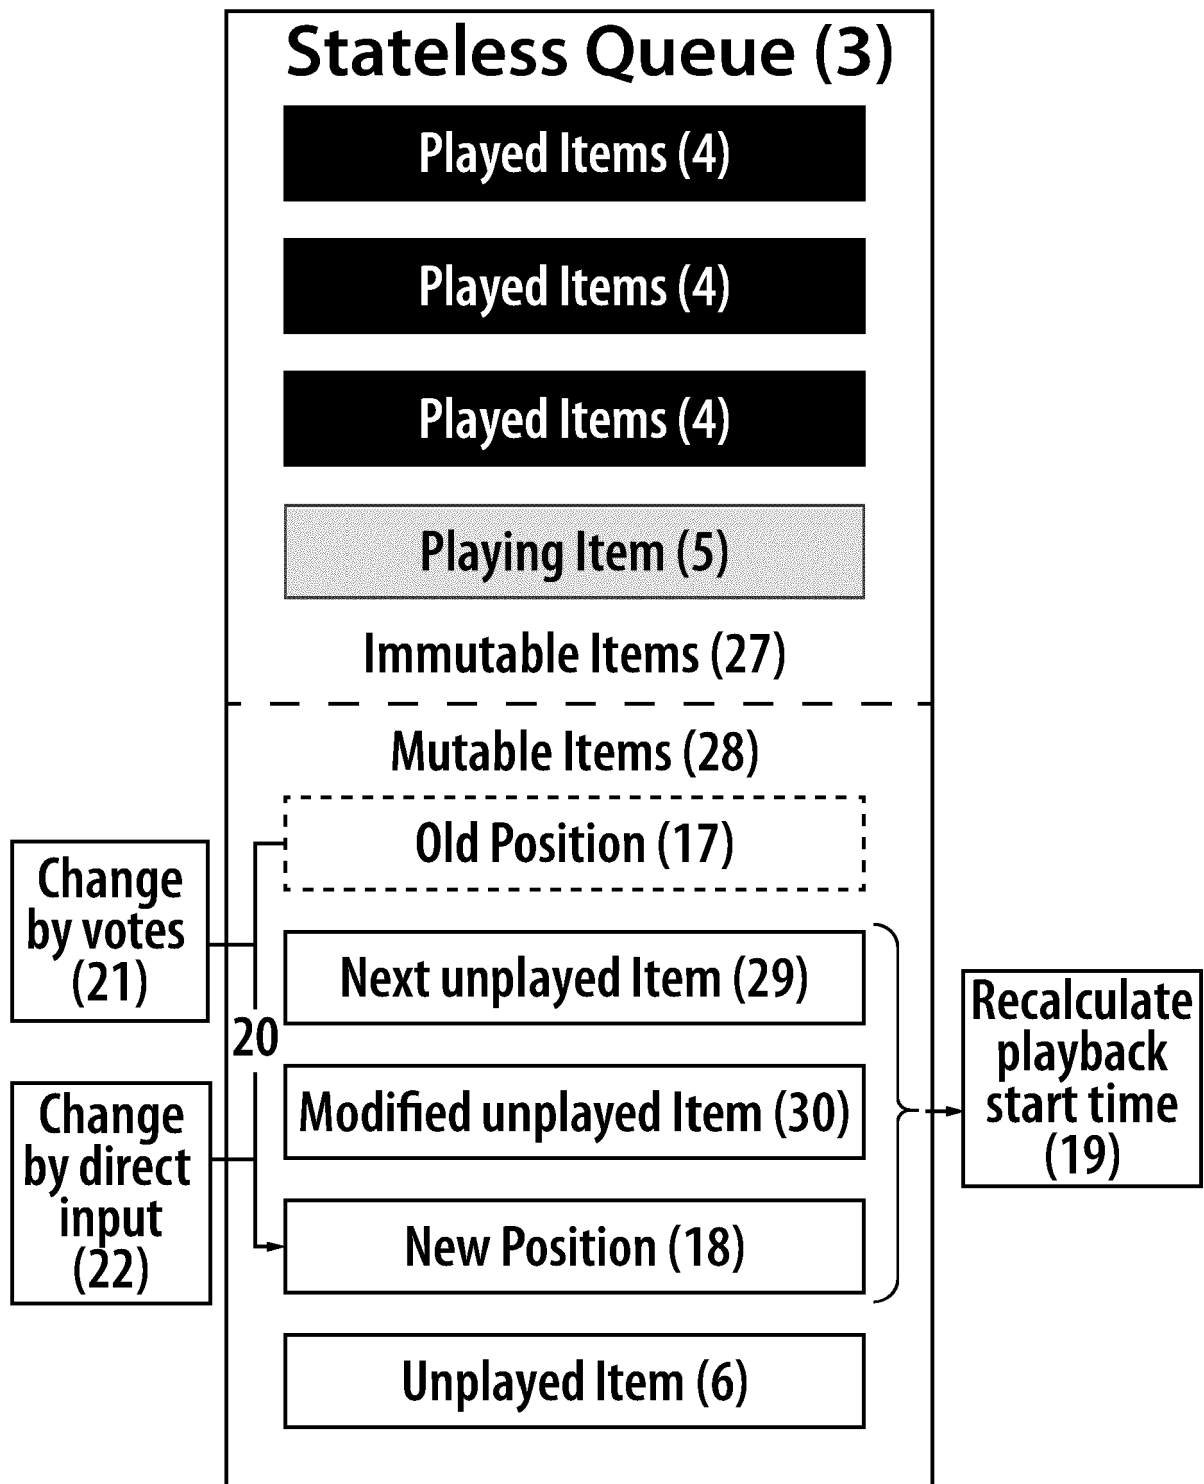 Stateless Queue (3)
Played Items (4)
Played Items (4)
Played Items (4)
Playing Item (5)
Immutable Items (27)
Mutable Items (28)
Old Position (17)
Change
by votes
(21)
Next unplayed Item (29)
20
Modified unplayed Item (30)
Change
by direct
input
(22)
New Position (18)
Recalculate
playback
start time
(19)
Unplayed Item (6)